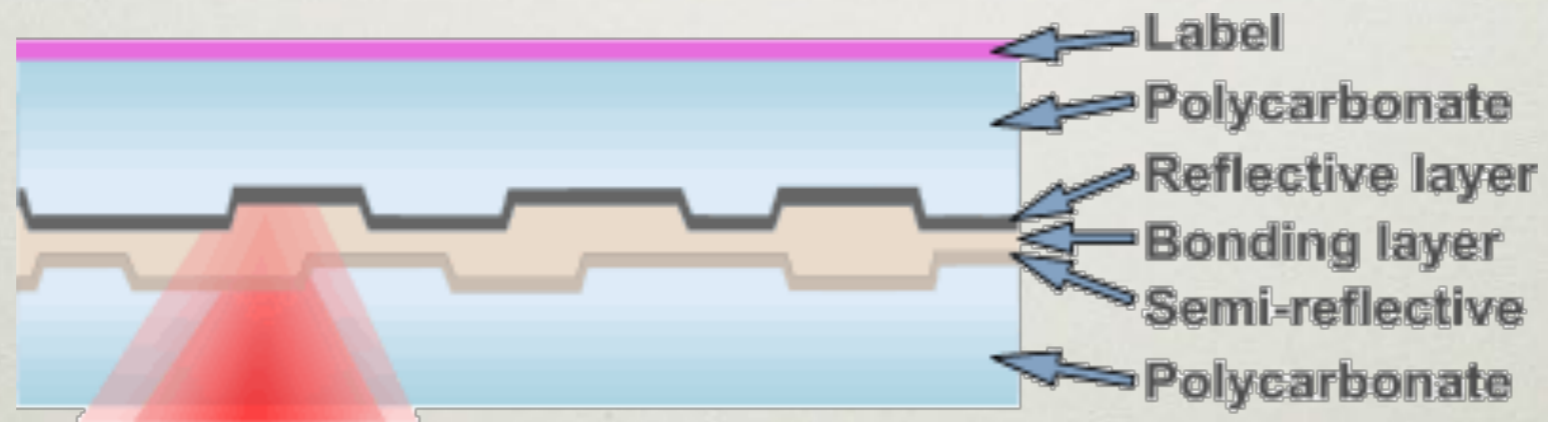 Label
Polycarbonate
Reflective layer
Bonding layer
Semi-reflective
Polycarbonate